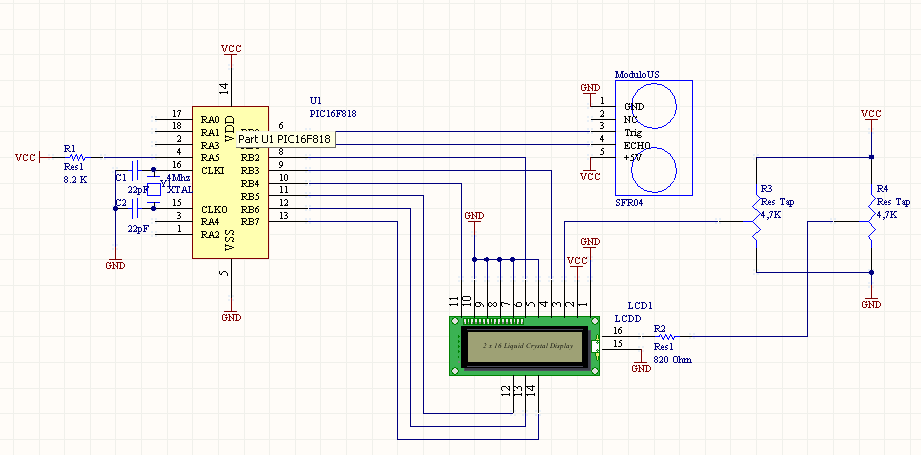 VCC
14
U1
PIC16F818
17 RA0 VDD 6
18 RA1
2 RA3
Part U1 PIC16F818
4 RA5 RB2 8
16 CLKI RB3 9
RB4 10
RB5 11
15 CLKO RB6 12
3 RA4 RB7 13
1 RA2 VSS
5
GND
VCC
R1
Res1
8.2 K
C1
22pF
4Mhz
Y1
XTAL
C2
22pF
GND
ModuloUS
GND
1 GND
2 NC
3 Trig
4 ECHO
5 +5V
VCC
SFR04
VCC
R3
Res Tap
4,7K
R4
Res Tap
4,7K
GND
GND
GND
VCC
11 10 9 8 7 6 5 4 3 2 1
LCD1
LCDD
2 x 16 Liquid Crystal Display
16
15
R2
Res1
820 Ohm
GND
12 13 14